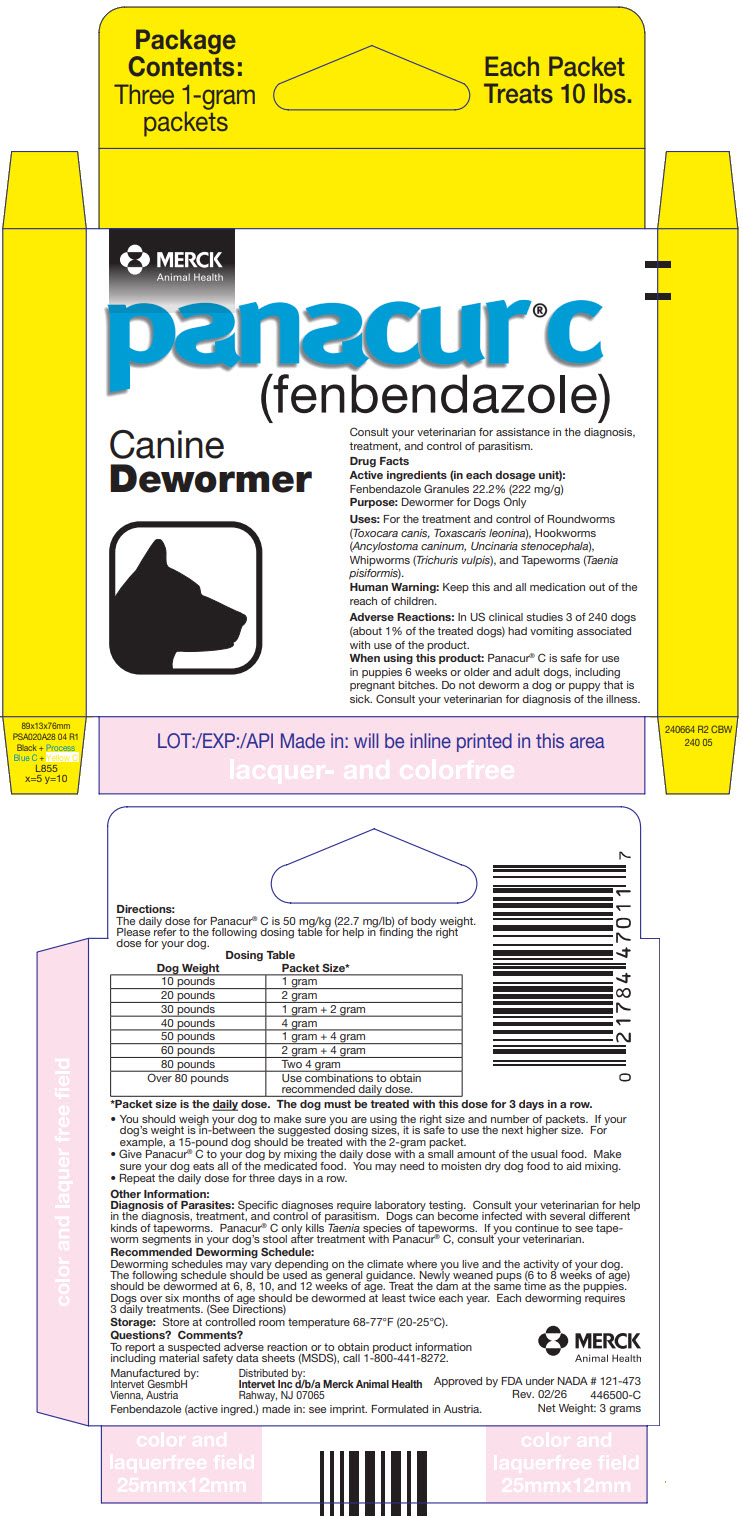 Package
Contents:
Three 1-gram
packets
Each Packet
Treats 10 lbs.
MERCK
Animal Health
panacur® c
(fenbendazole)
Canine
Dewormer
Consult your veterinarian for assistance in the diagnosis,
treatment, and control of parasitism.
Drug Facts
Active ingredients (in each dosage unit):
Fenbendazole Granules 22.2% (222 mg/g)
Purpose: Dewormer for Dogs Only
Uses: For the treatment and control of Roundworms
(Toxocara canis, Toxascaris leonina), Hookworms
(Ancylostoma caninum, Uncinaria stenocephala),
Whipworms (Trichuris vulpis), and Tapeworms (Taenia
pisiformis).
Human Warning: Keep this and all medication out of the
reach of children.
Adverse Reactions: In US clinical studies 3 of 240 dogs
(about 1% of the treated dogs) had vomiting associated
with use of the product.
When using this product: Panacur® C is safe for use
in puppies 6 weeks or older and adult dogs, including
pregnant bitches. Do not deworm a dog or puppy that is
sick. Consult your veterinarian for diagnosis of the illness.
89x13x76mm
PSA020A28 04 R1
Black + Process
Blue C +
L855
x=5 y=10
LOT:/EXP:/API Made in: will be inline printed in this area
lacquer- and colorfree
240664 R2 CBW
240 05
Directions:
The daily dose for Panacur® C is 50 mg/kg (22.7 mg/lb) of body weight.
Please refer to the following dosing table for help in finding the right
dose for your dog.
Dosing Table
Dog Weight Packet Size*
10 pounds 1 gram
20 pounds 2 gram
30 pounds 1 gram + 2 gram
40 pounds 4 gram
50 pounds 1 gram + 4 gram
60 pounds 2 gram + 4 gram
80 pounds Two 4 gram
Over 80 pounds Use combinations to obtain
recommended daily dose.
0 21784 47011 7
*Packet size is the daily dose. The dog must be treated with this dose for 3 days in a row.
• You should weigh your dog to make sure you are using the right size and number of packets. If your
dog's weight is in-between the suggested dosing sizes, it is safe to use the next higher size. For
example, a 15-pound dog should be treated with the 2-gram packet.
• Give Panacur® C to your dog by mixing the daily dose with a small amount of the usual food. Make
sure your dog eats all of the medicated food. You may need to moisten dry dog food to aid mixing.
• Repeat the daily dose for three days in a row.
Other Information:
Diagnosis of Parasites: Specific diagnoses require laboratory testing. Consult your veterinarian for help
in the diagnosis, treatment, and control of parasitism. Dogs can become infected with several different
kinds of tapeworms. Panacur® C only kills Taenia species of tapeworms. If you continue to see tape-
worm segments in your dog's stool after treatment with Panacur® C, consult your veterinarian.
Recommended Deworming Schedule:
Deworming schedules may vary depending on the climate where you live and the activity of your dog.
The following schedule should be used as general guidance. Newly weaned pups (6 to 8 weeks of age)
should be dewormed at 6, 8, 10, and 12 weeks of age. Treat the dam at the same time as the puppies.
Dogs over six months of age should be dewormed at least twice each year. Each deworming requires
3 daily treatments. (See Directions)
Storage: Store at controlled room temperature 68-77°F (20-25°C).
Questions? Comments?
To report a suspected adverse reaction or to obtain product information
including material safety data sheets (MSDS), call 1-800-441-8272.
MERCK
Animal Health
Manufactured by:
Intervet GesmbH
Vienna, Austria
Distributed by:
Intervet Inc d/b/a Merck Animal Health
Rahway, NJ 07065
Approved by FDA under NADA # 121-473
Rev. 02/26 446500-C
Fenbendazole (active ingred.) made in: see imprint. Formulated in Austria.
Net Weight: 3 grams
color and laquer free field
color and
laquerfree field
25mmx12mm
color and
laquerfree field
25mmx12mm